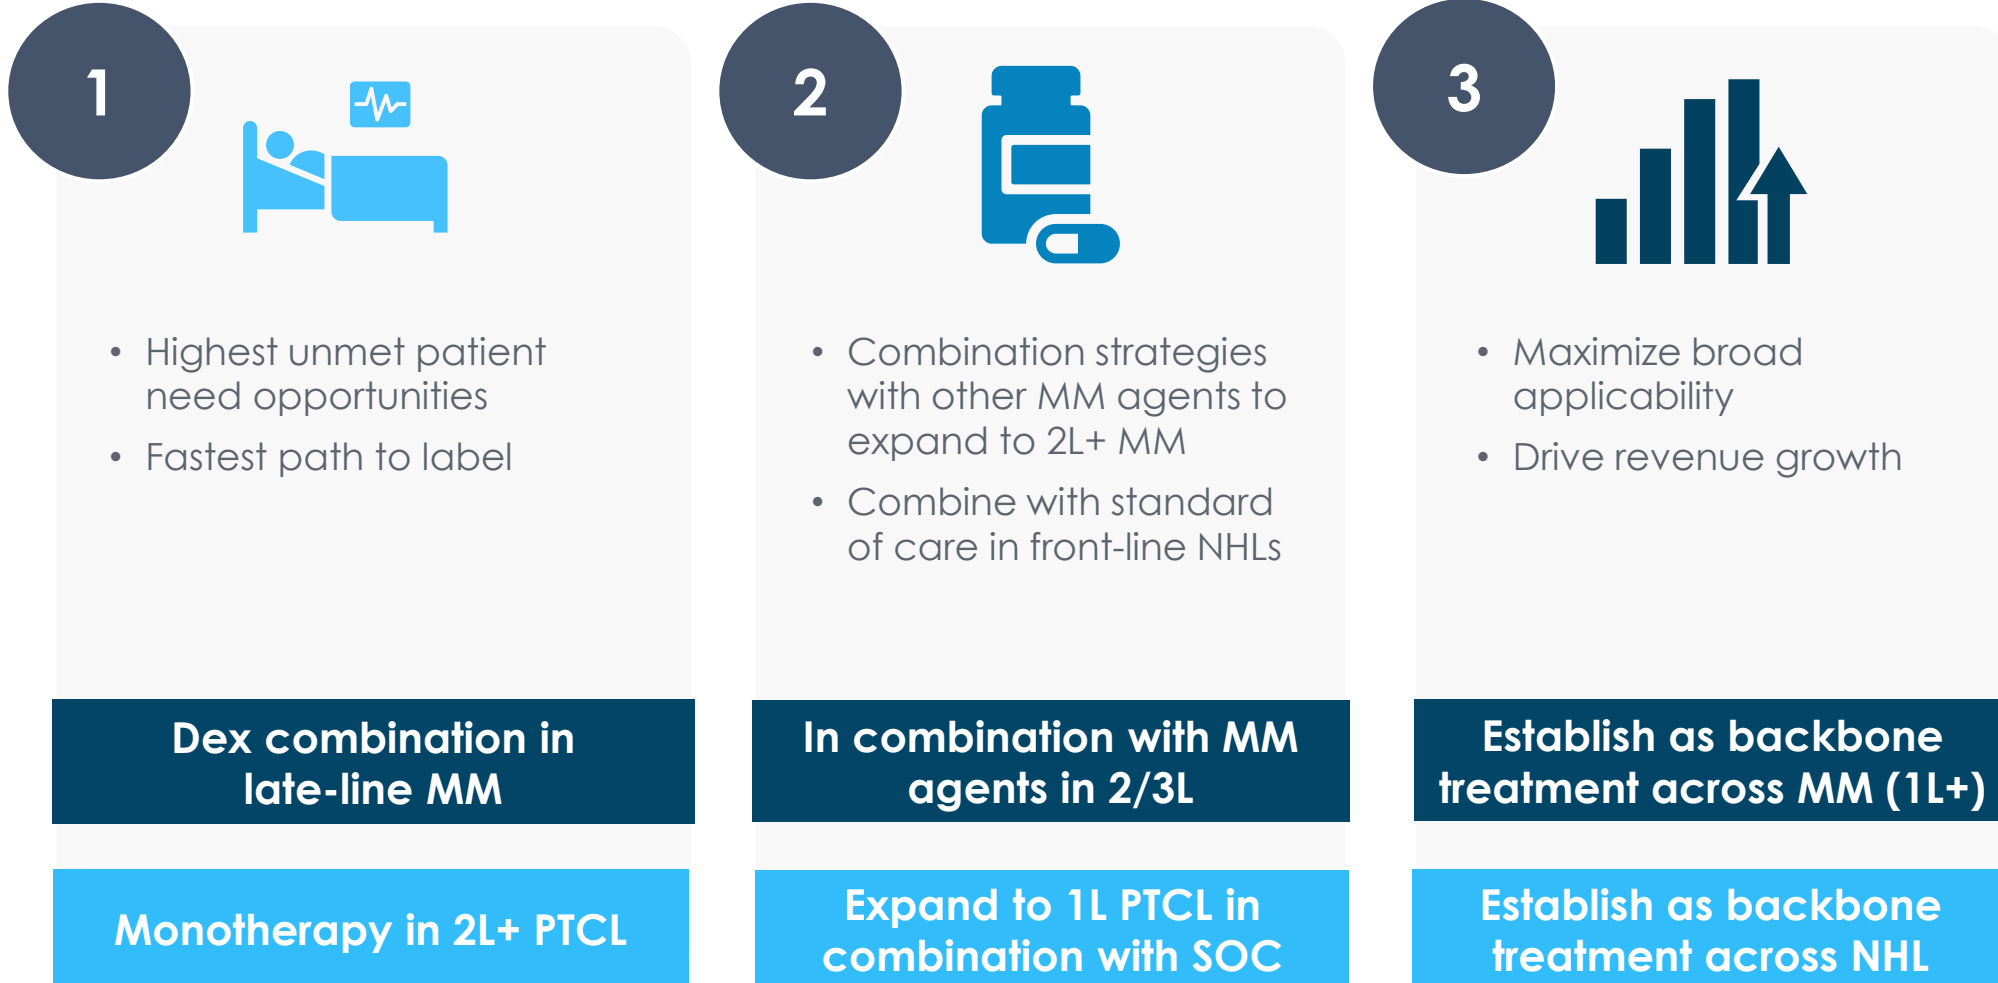 1
• Highest unmet patient
need opportunities
• Fastest path to label
Dex combination in
late-line MM
Monotherapy in 2L+ PTCL
2
• Combination strategies
with other MM agents to
expand to 2L+ MM
• Combine with standard
of care in front-line NHLs
In combination with MM
agents in 2/3L
Expand to 1L PTCL in
combination with SOC
3
• Maximize broad
applicability
• Drive revenue growth
Establish as backbone
treatment across MM (1L+)
Establish as backbone
treatment across NHL